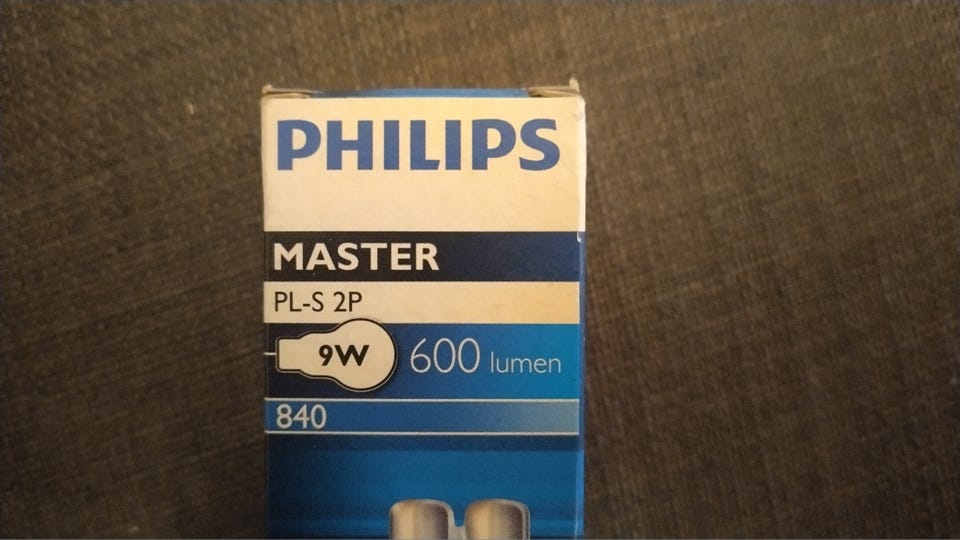 PHILIPS
MASTER
PL-S 2P
9W 600 lumen
840